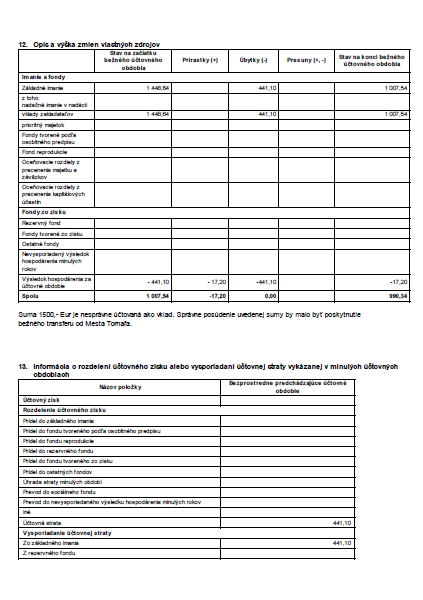 12. Opis a výška zmien vlastných zdrojov
Stav na začiatku bežného účtovného obdobia Prírastky (+) Úbytky (-) Presuny (+, -) Stav na konci bežného účtovného obdobia
Imanie a fondy
Základné imanie 1 448,64 441,10 1 007,54
z toho:
nadačné imanie v nadácii
vklady zakladateľov 1 448,64 441,10 1 007,54
prioritný majetok
Fondy tvorené podľa
osobitného predpisu
Fond reprodukcie
Oceňovacie rozdiely z
precenenia majetku a
záväzkov
Oceňovacie rozdiely z
precenenia kapitálových
účastín
Fondy zo zisku
Rezervný fond
Fondy tvorené zo zisku
Ostatné fondy
Nevysporiadaný výsledok
hospodárenia minulých
rokov
Výsledok hospodárenia za
účtovné obdobie - 441,10 - 17,20 -441,10 -17,20
Spolu 1 007,54 -17,20 0,00 990,34
Suma 1500,- Eur je nesprávne účtovaná ako vklad. Správne posúdenie uvedenej sumy by malo byť poskytnutie
bežného transferu od Mesta Tornaľa.
13. Informácia o rozdelení účtovného zisku alebo vysporiadaní účtovnej straty vykázanej v minulých účtovných
obdobiach
Názov položky Bezprostredne predchádzajúce účtovné obdobie
Účtovný zisk
Rozdelenie účtovného zisku
Prídel do základného imania
Prídel do fondu tvoreného podľa osobitného predpisu
Prídel do fondu reprodukcie
Prídel do rezervného fondu
Prídel do fondu tvoreného zo zisku
Prídel do ostatných fondov
Úhrada straty minulých období
Prevod do sociálneho fondu
Prevod do nevysporiadaného výsledku hospodárenia minulých rokov
Iné
Účtovná strata 441,10
Vysporiadanie účtovnej straty
Zo základného imania 441,10
Z rezervného fondu